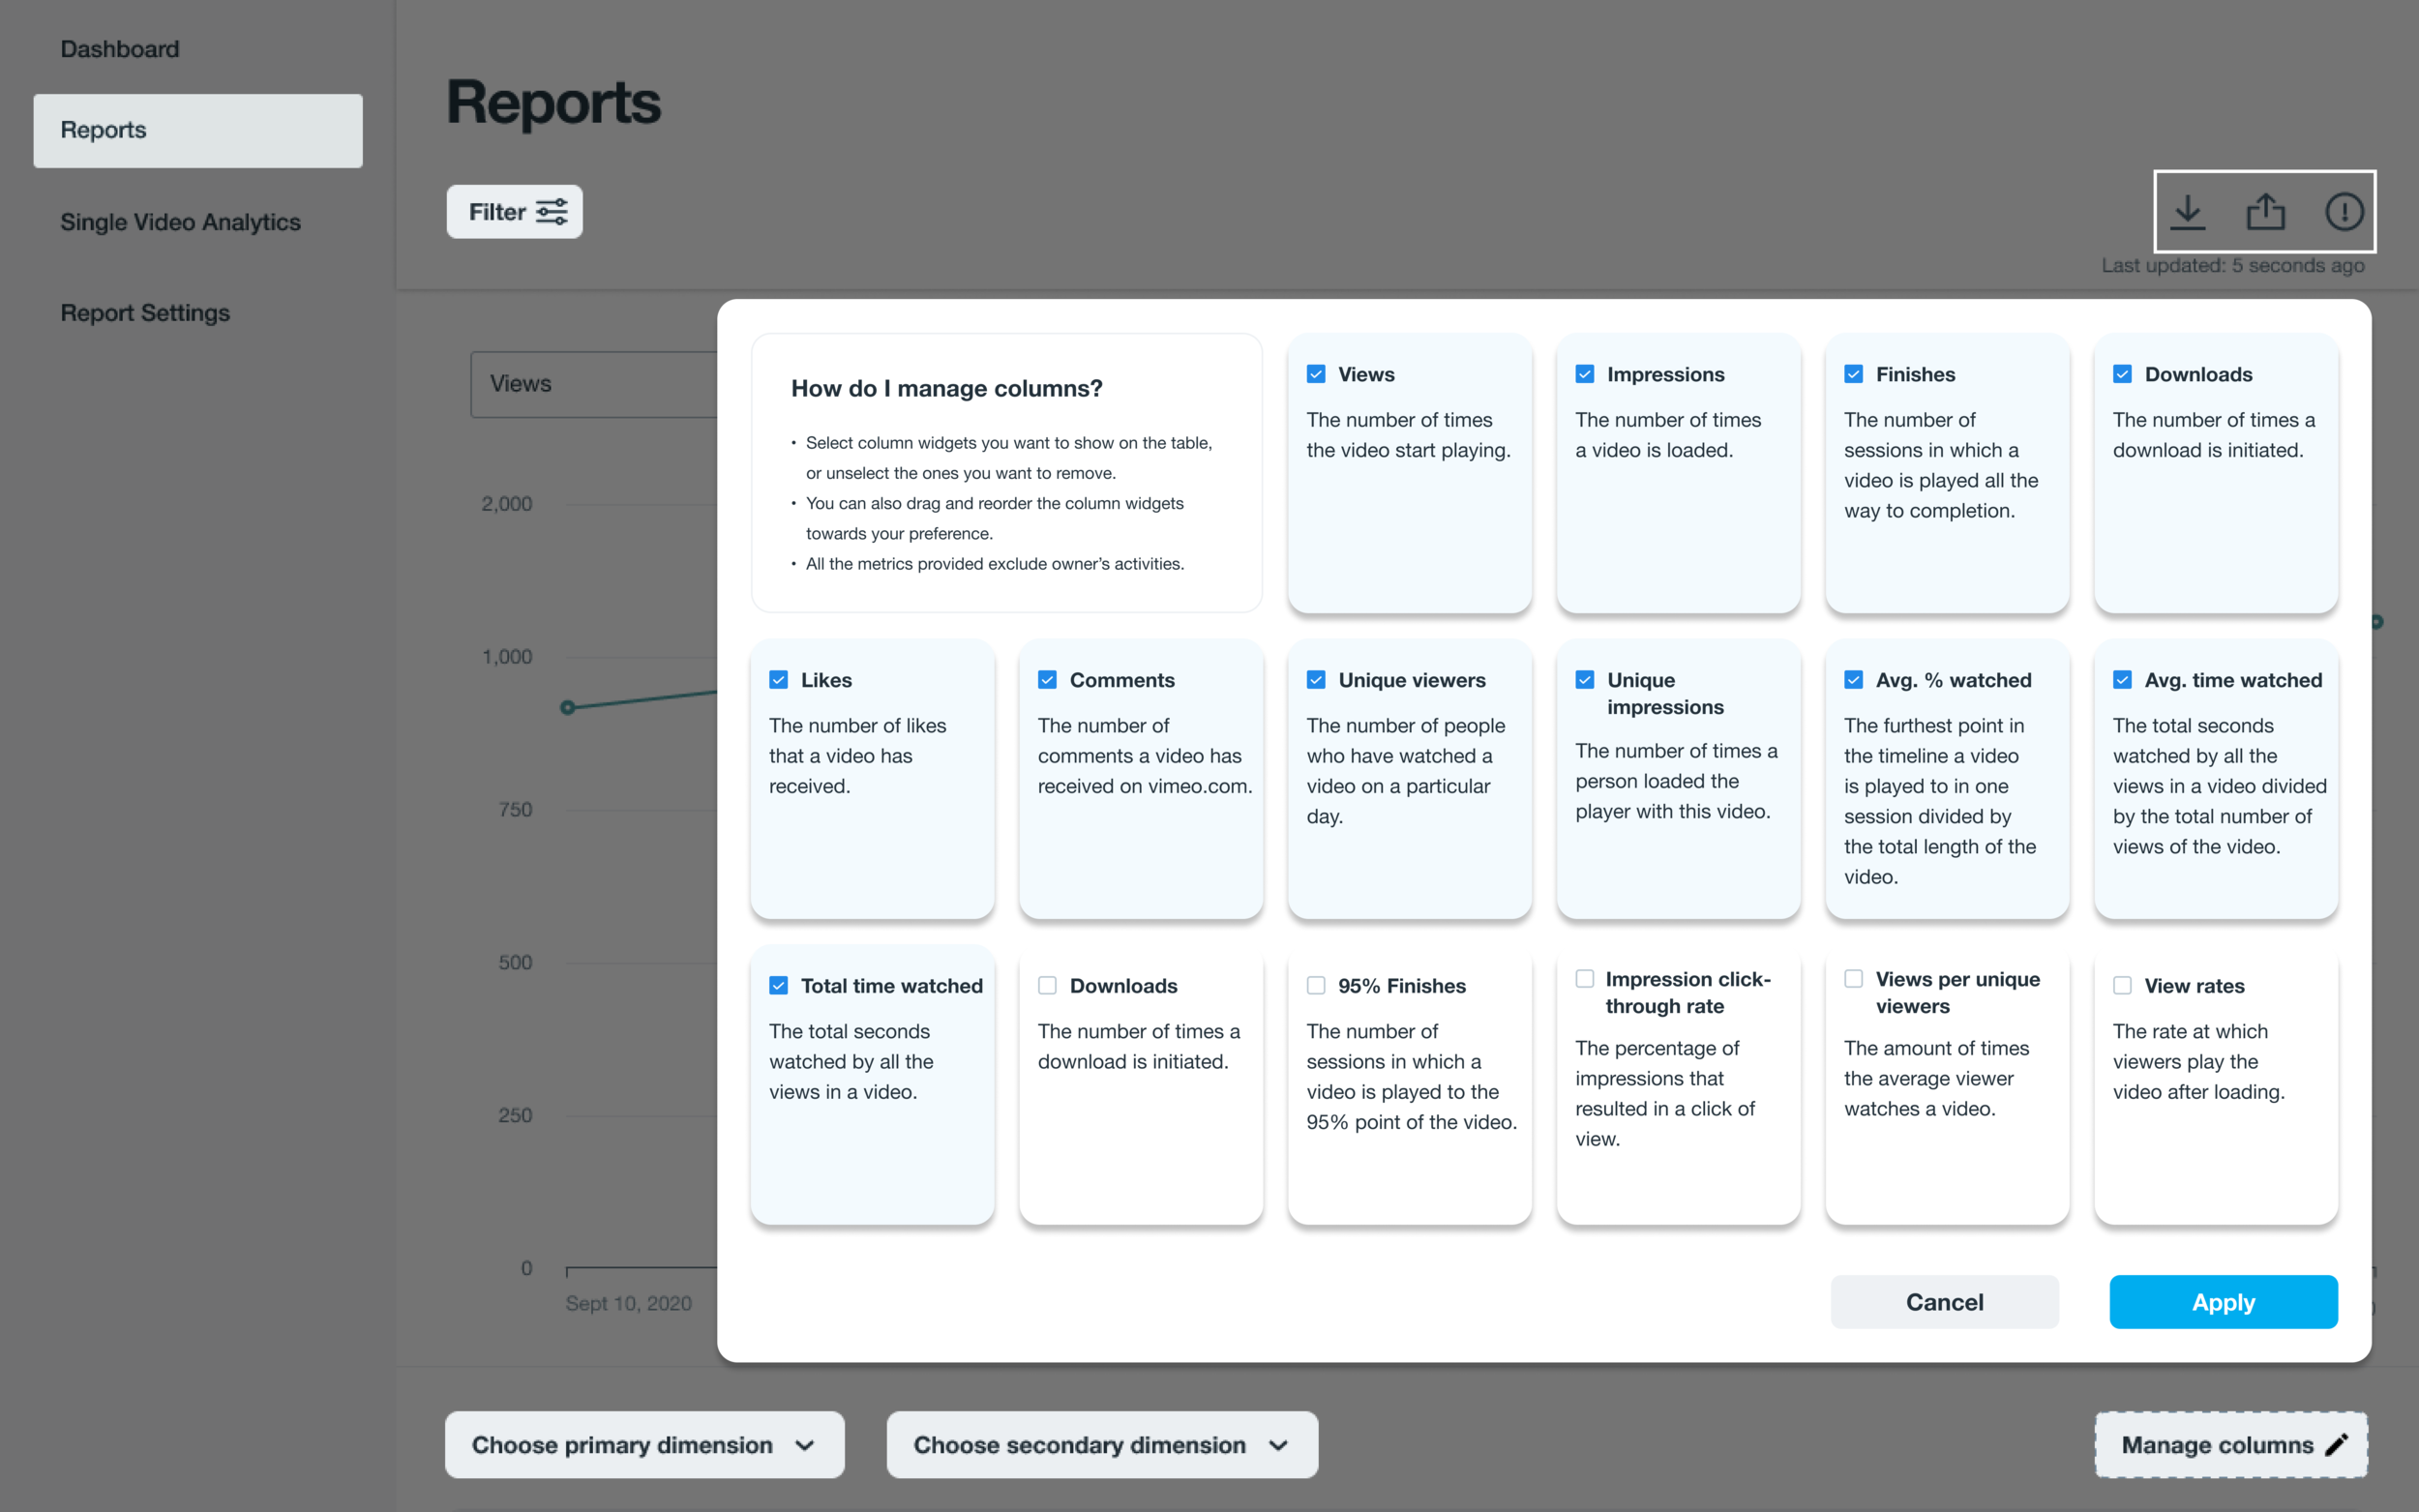 Dashboard
Reports
Single Video Analytics
Report Settings
Reports
Filter
Last updated: 5 seconds ago
Views
2,000
1,000
750
500
250
0
Sept 10, 2020
How do I manage columns?
• Select column widgets you want to show on the table,
or unselect the ones you want to remove.
• You can also drag and reorder the column widgets
towards your preference.
• All the metrics provided exclude owner's activities.
Views
The number of times
the video start playing.
Impressions
The number of times
a video is loaded.
Finishes
The number of
sessions in which a
video is played all the
way to completion.
Downloads
The number of times a
download is initiated.
Likes
The number of likes
that a video has
received.
Comments
The number of
comments a video has
received on vimeo.com.
Unique viewers
The number of people
who have watched a
video on a particular
day.
Unique
impressions
The number of times a
person loaded the
player with this video.
Avg. % watched
The furthest point in
the timeline a video
is played to in one
session divided by
the total length of the
video.
Avg. time watched
The total seconds
watched by all the
views in a video divided
by the total number of
views of the video.
Total time watched
The total seconds
watched by all the
views in a video.
Downloads
The number of times a
download is initiated.
95% Finishes
The number of
sessions in which a
video is played to the
95% point of the video.
Impression click-
through rate
The percentage of
impressions that
resulted in a click of
view.
Views per unique
viewers
The amount of times
the average viewer
watches a video.
View rates
The rate at which
viewers play the
video after loading.
Cancel
Apply
Choose primary dimension
Choose secondary dimension
Manage columns